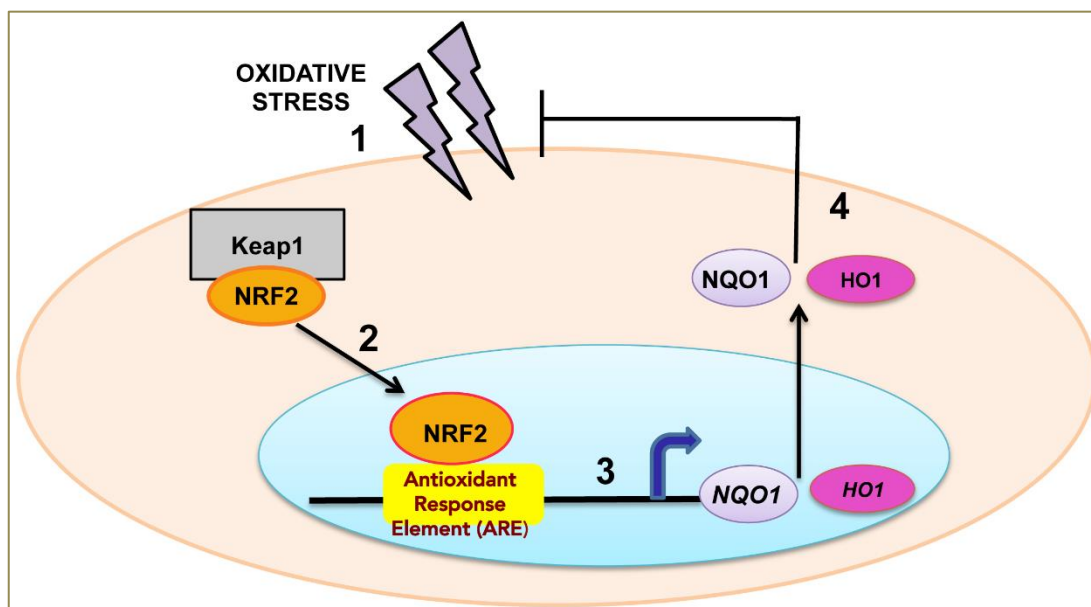 OXIDATIVE
STRESS
1
Keap1
NRF2
2
4
NQO1
HO1
NRF2
Antioxidant
Response
Element (ARE)
3
NQO1
HO1